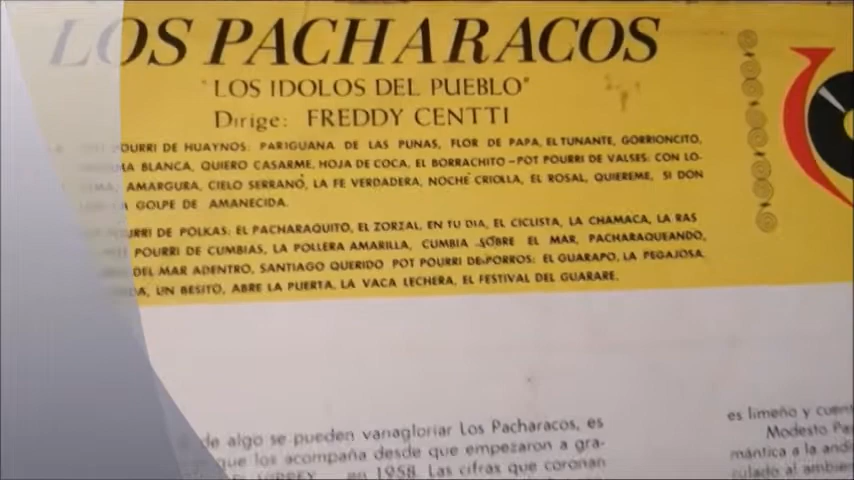 LOS PACHARACOS
"LOS IDOLOS DEL PUEBLO"
Dirige: FREDDY CENTTI
POURRI DE HUAYNOS: PARIGUANA DE LAS PUNAS, FLOR DE PAPA, EL TUNANTE, GORRIONCITO,
BLANCA, QUIERO CASARME, HOJA DE COCA, EL BORRACHITO – POT POURRI DE VALSES: CON LO-
AMARGURA, CIELO SERRANO, LA FE VERDADERA, NOCHE CRIOLLA, EL ROSAL, QUIEREME, SI DON
GOLPE DE AMANECIDA.
DE POLKAS: EL PACHARAQUITO, EL ZORZAL, EN TU DIA, EL CICLISTA, LA CHAMACA, LA RAS
POURRI DE CUMBIAS, LA POLLERA AMARILLA, CUMBIA SOBRE EL MAR, PACHARAQUEANDO,
DEL MAR ADENTRO, SANTIAGO QUERIDO POT POURRI DE PORROS: EL GUARAPO, LA PEGAJOSA
UN BESITO, ABRE LA PUERTA, LA VACA LECHERA, EL FESTIVAL DEL GUARARE.
de algo se pueden vanagloriar Los Pacharacos, es
que los acompaña desde que empezaron a gra-
en 1958. Las cifras que coronan
es limeño y cuent
Modesto Pa
mántica a la and
culado al ambien